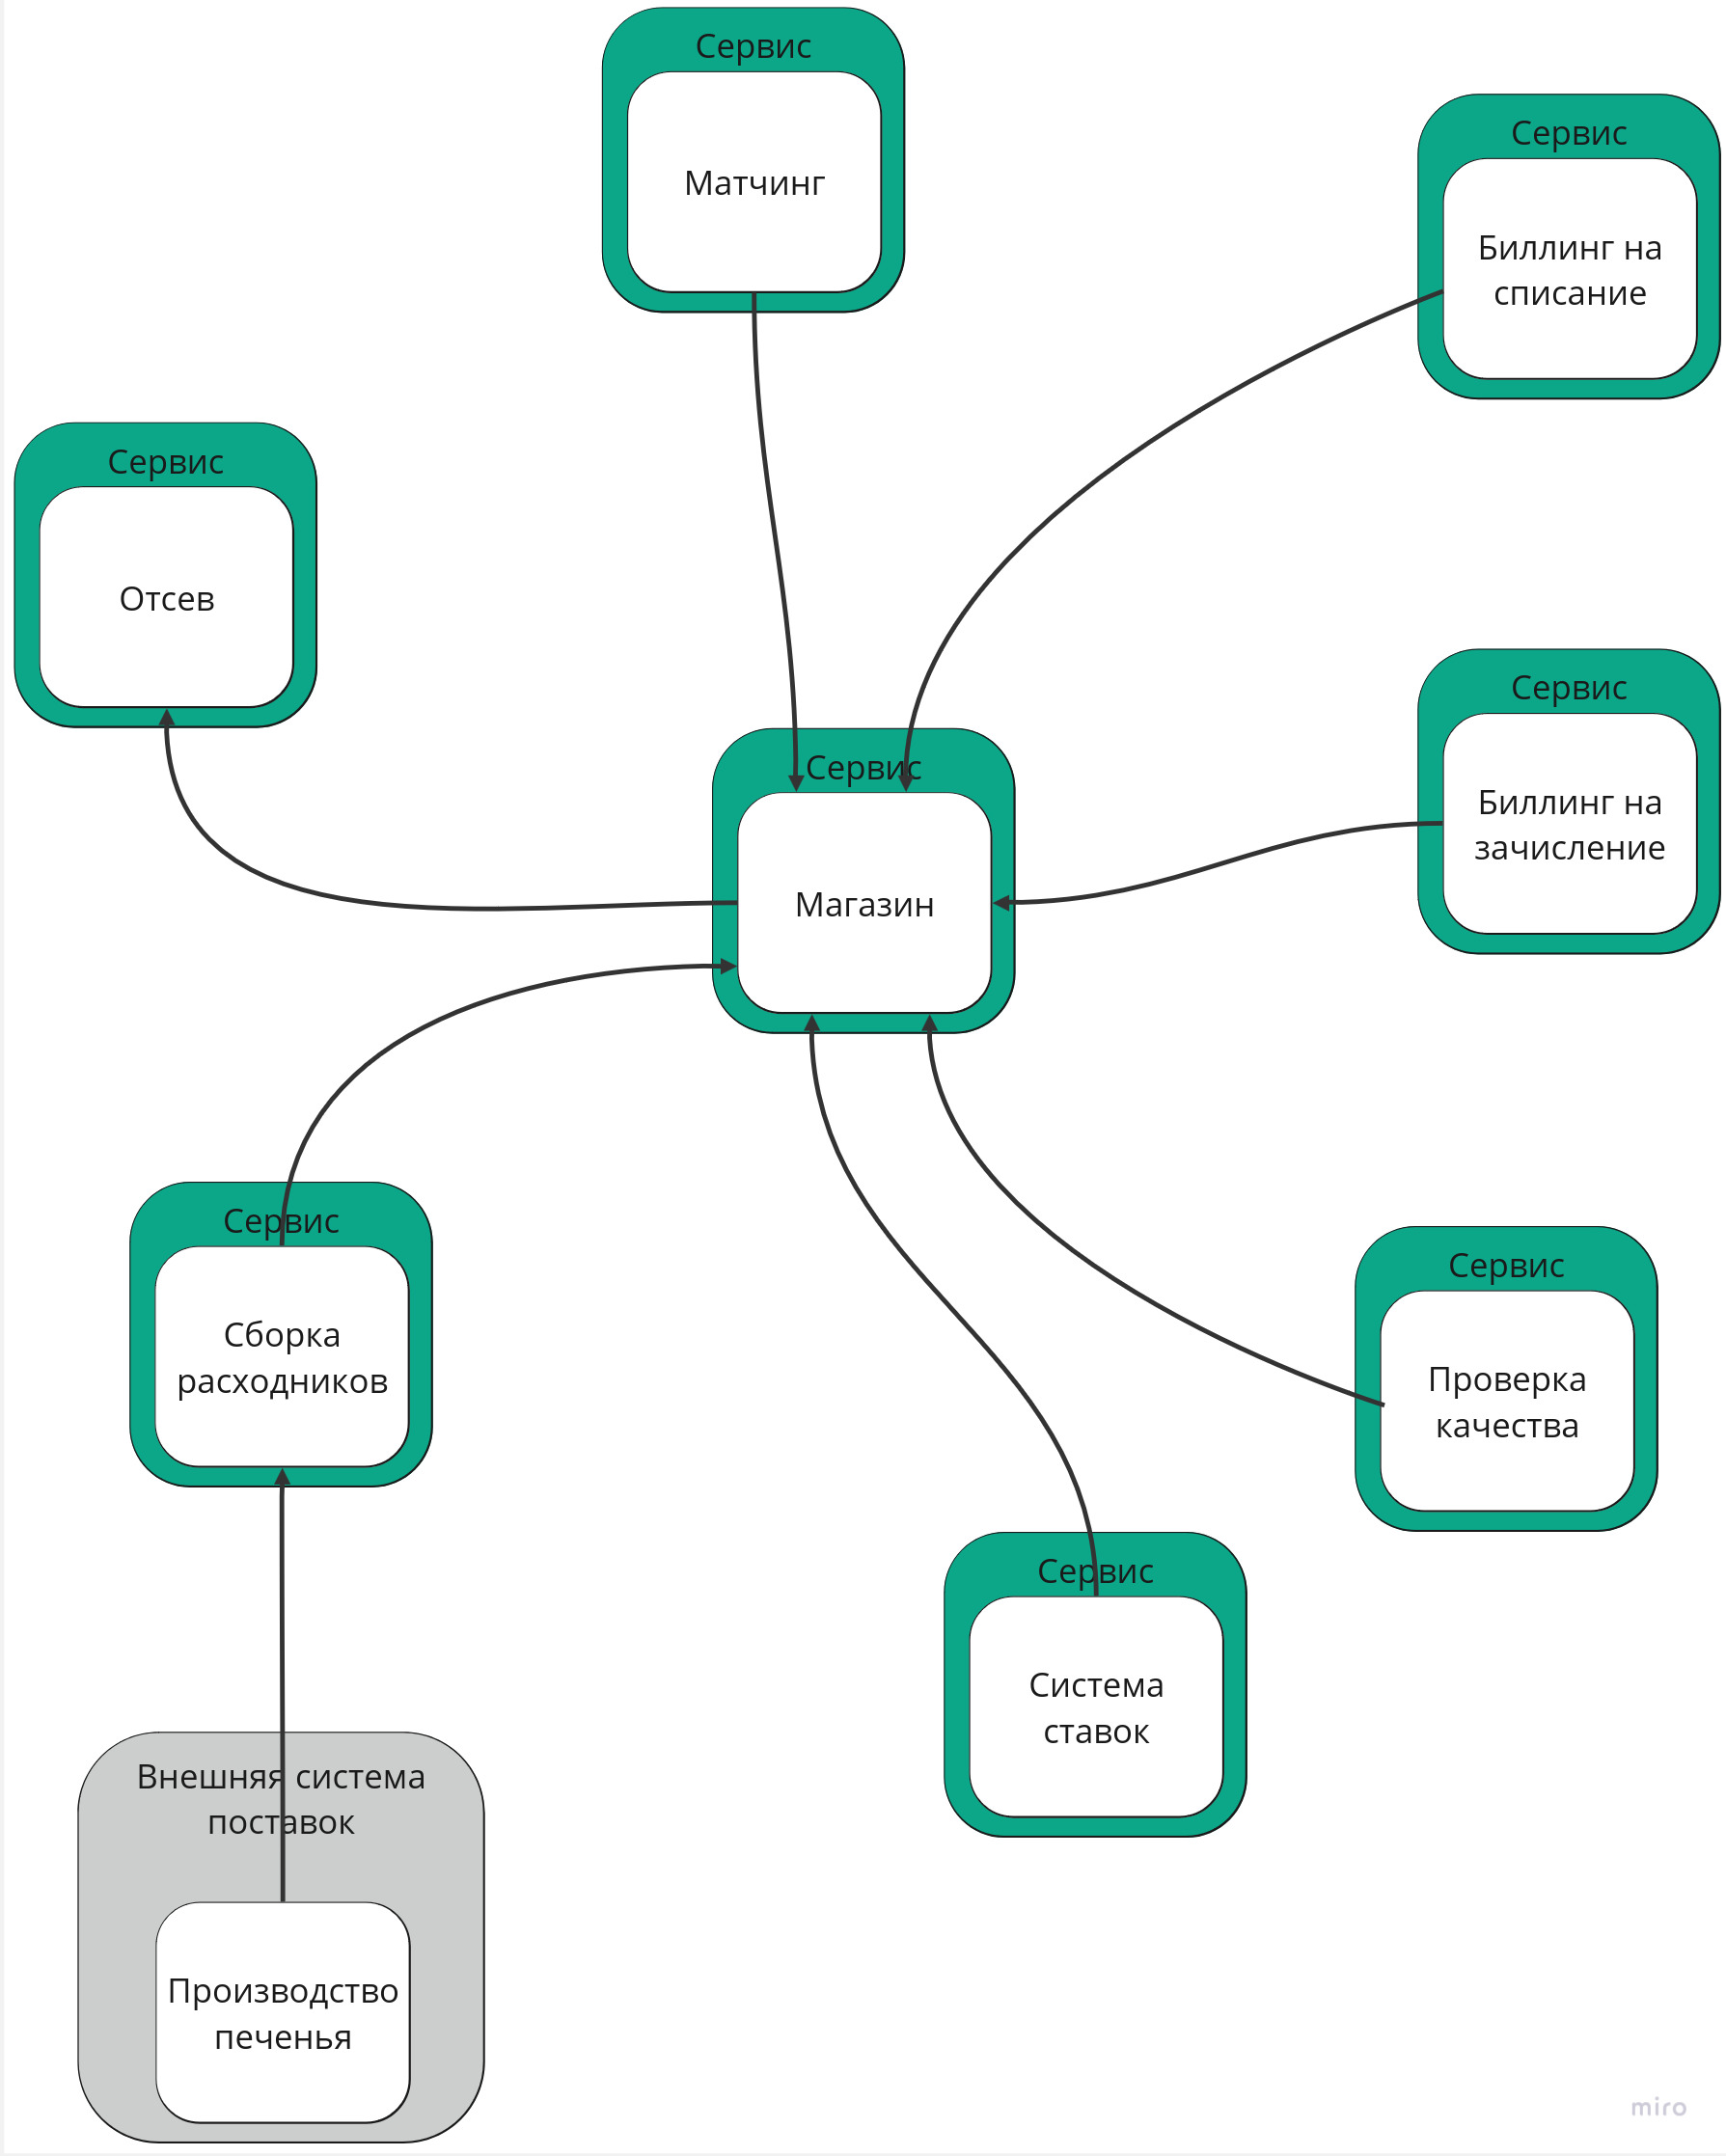 Сервис
Матчинг
Сервис
Биллинг на
списание
Сервис
Отсев
Сервис
Биллинг на
зачисление
Сервис
Магазин
Сервис
Сборка
расходников
Сервис
Проверка
качества
Сервис
Система
ставок
Внешняя система
поставок
Производство
печенья
miro